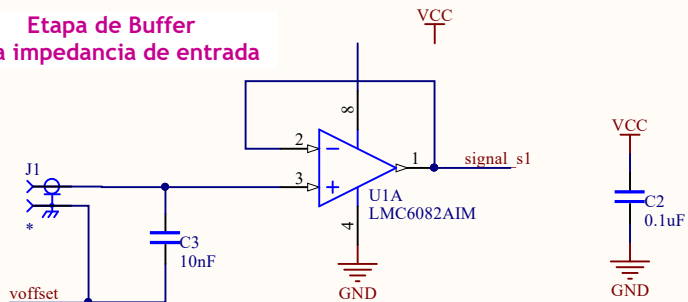 Etapa de Buffer
a impedancia de entrada
VCC
8
2
1
signal_s1
3
J1
*
U1A
LMC6082AIM
4
C3
10nF
voffset
GND
VCC
C2
0.1uF
GND